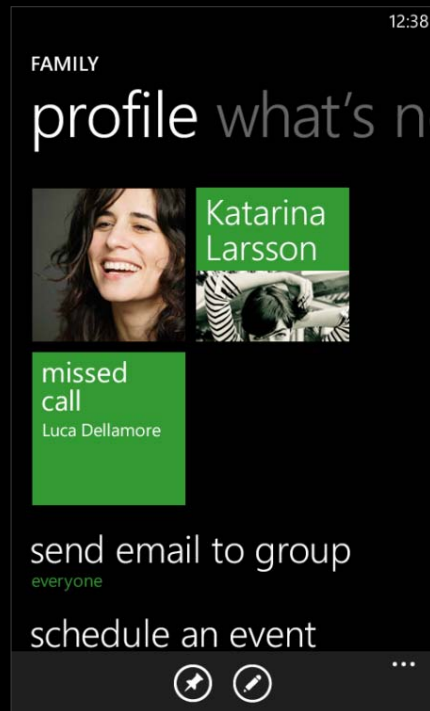 12:38
FAMILY
profile what's n
Katarina
Larsson
missed
call
Luca Dellamore
send email to group
everyone
schedule an event